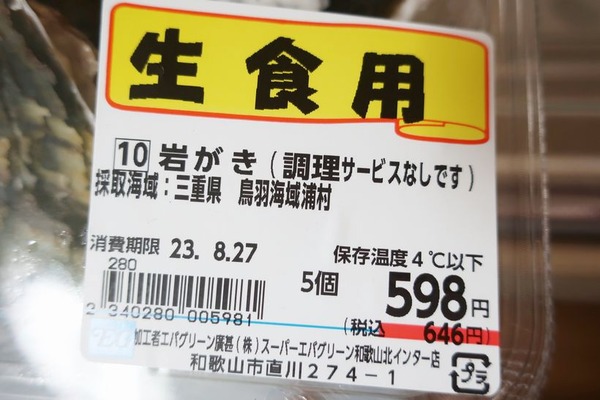 生食用
10 岩がき(調理サービスなしです)
採取海域:三重県 鳥羽海域浦村
消費期限 23. 8.27 保存温度4℃以下
280
5個 598円
2 340280 005981
(税込 646円)
加工者エバグリーン廣甚(株)スーパーエバグリーン和歌山北インター店
和歌山市直川274-1
プラ